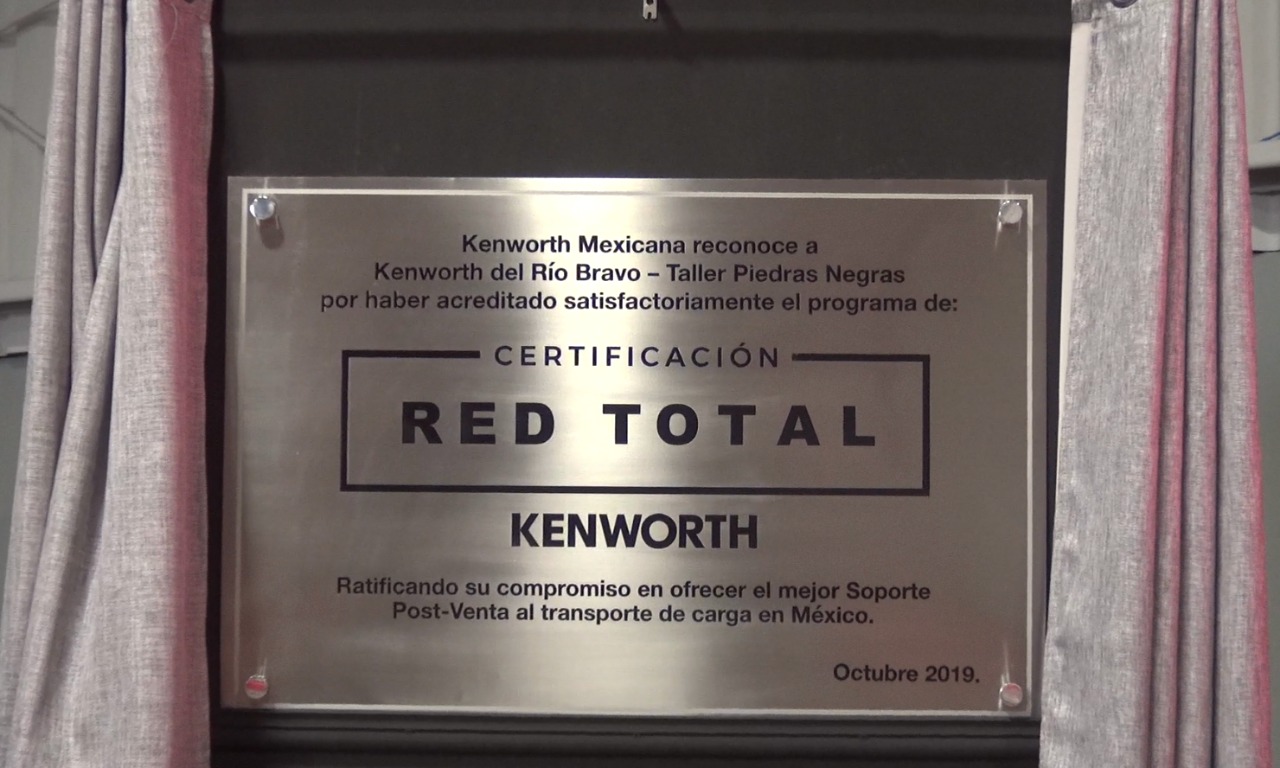 Kenworth Mexicana reconoce a
Kenworth del Río Bravo – Taller Piedras Negras
por haber acreditado satisfactoriamente el programa de:
CERTIFICACIÓN
RED TOTAL
KENWORTH
Ratificando su compromiso en ofrecer el mejor Soporte
Post-Venta al transporte de carga en México.
Octubre 2019.